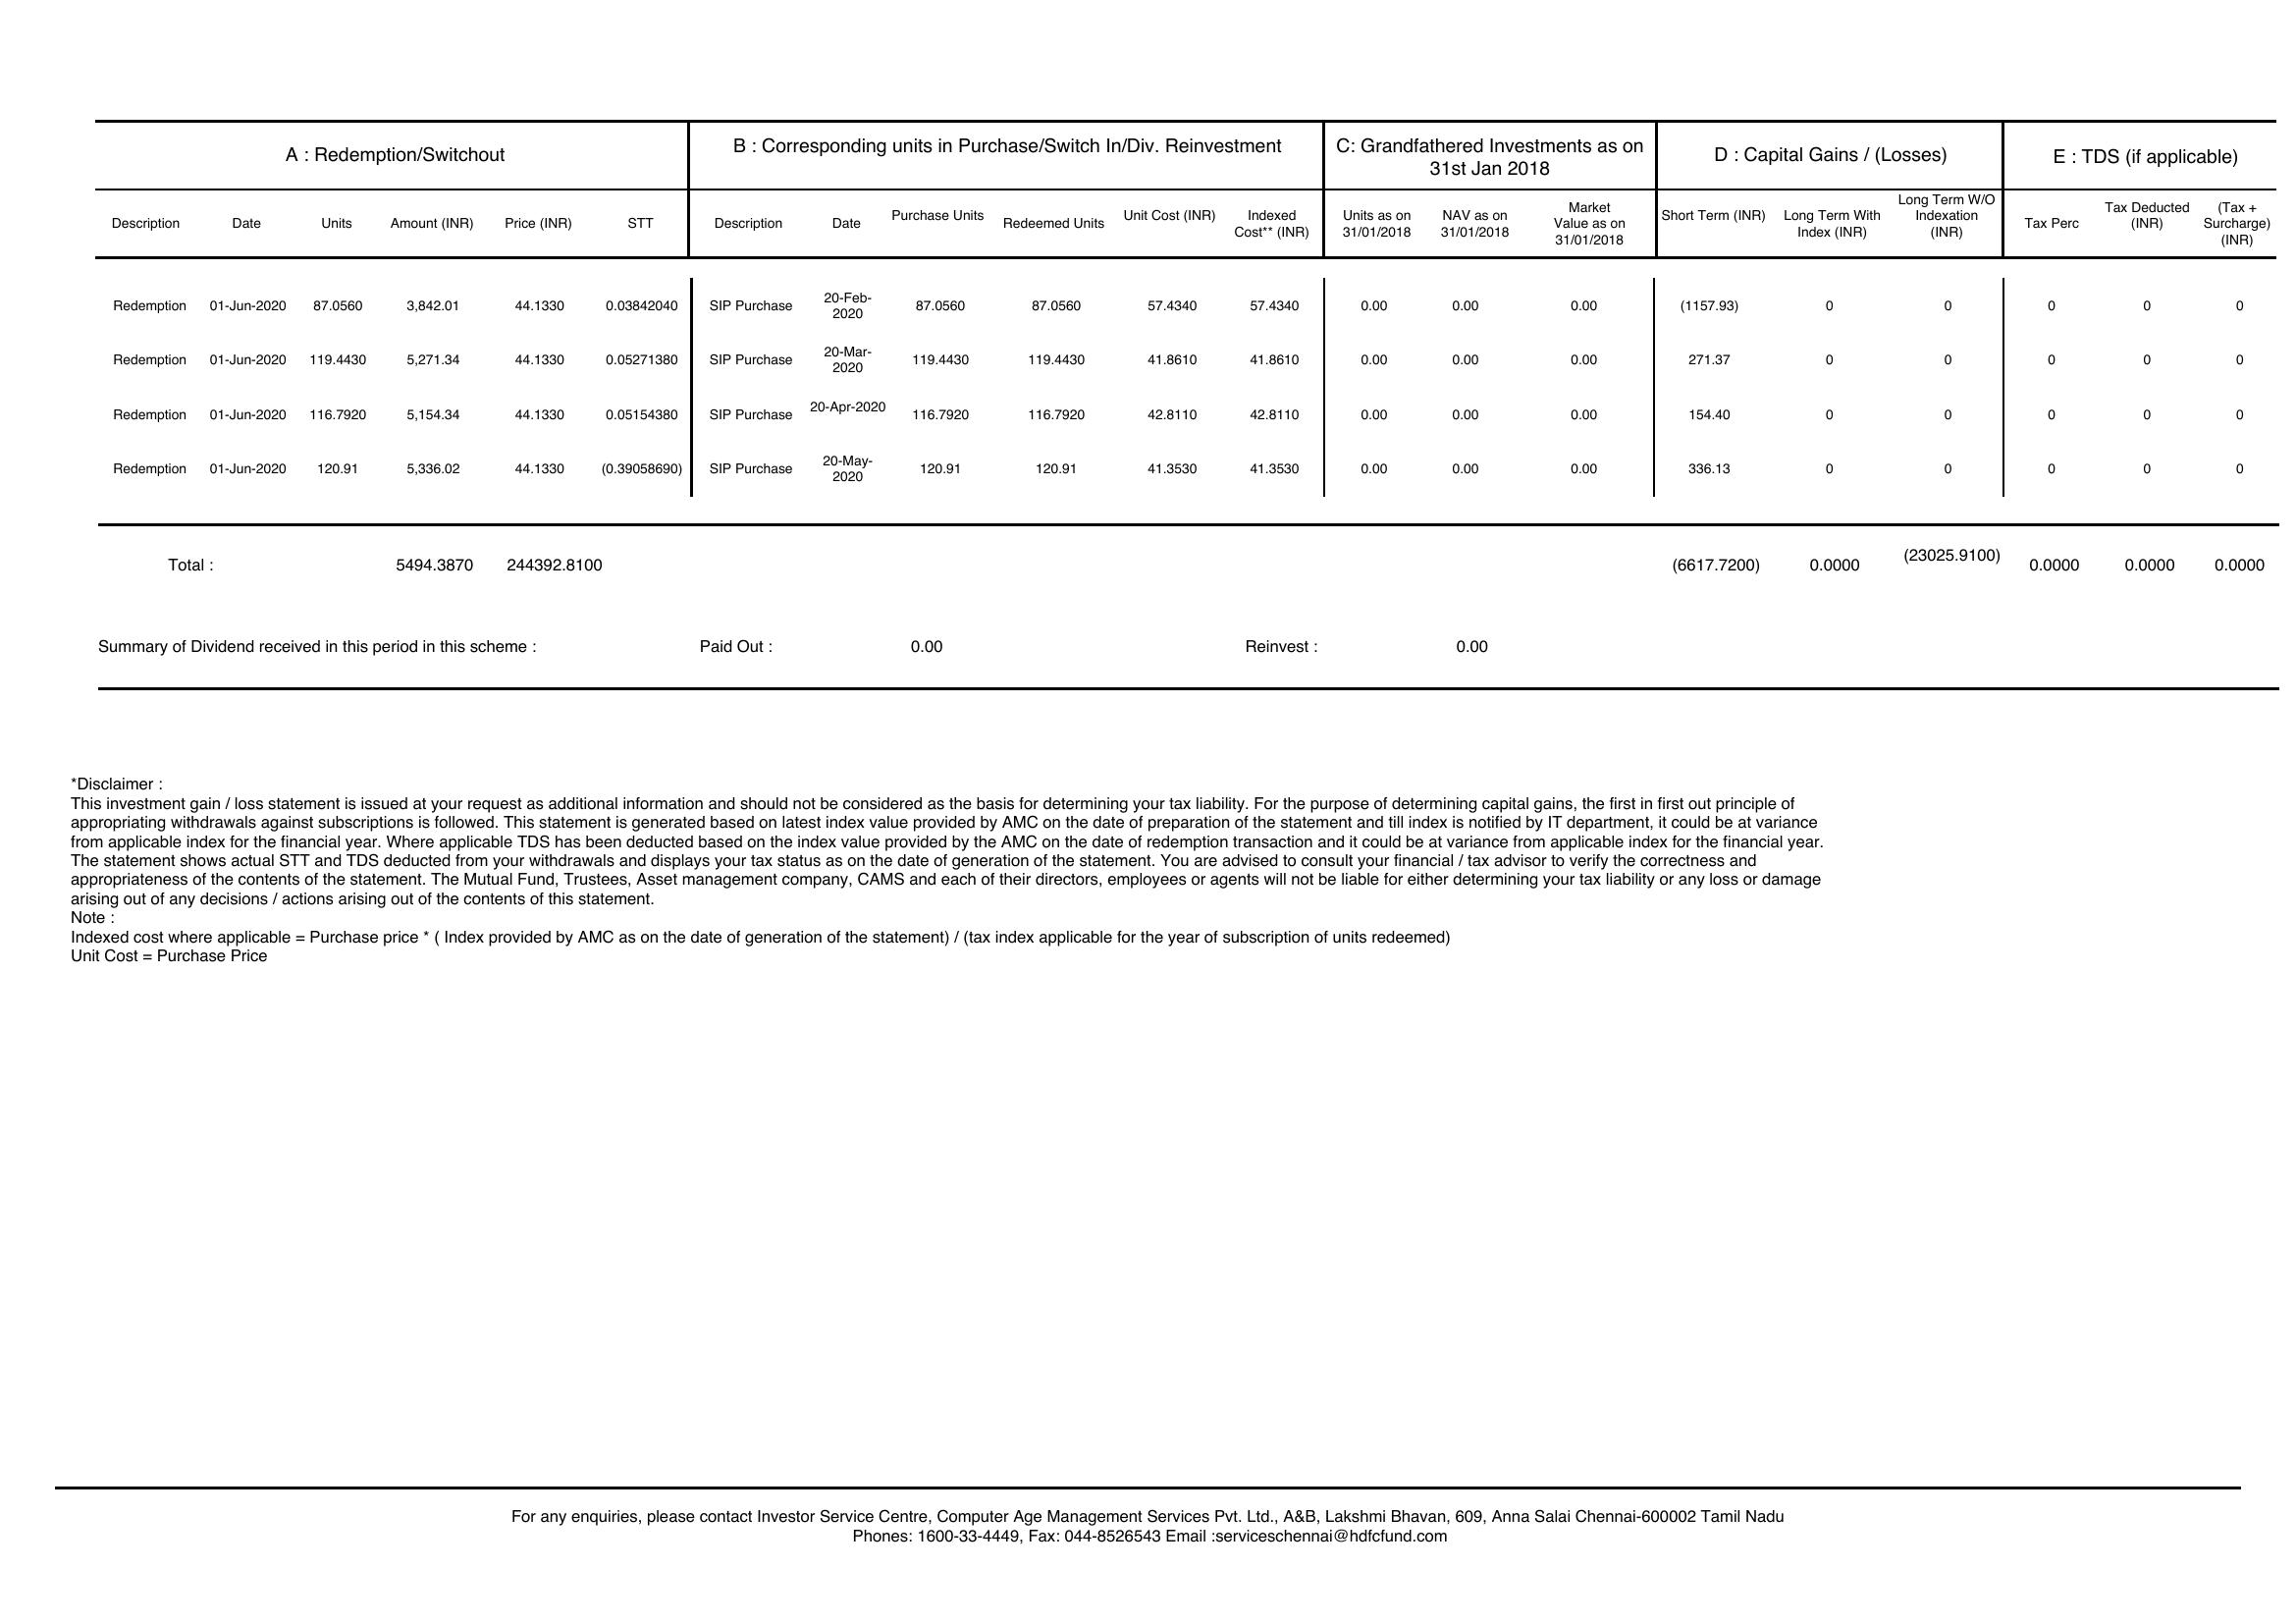 A : Redemption/Switchout B : Corresponding units in Purchase/Switch In/Div. Reinvestment C: Grandfathered Investments as on 31st Jan 2018 D : Capital Gains / (Losses) E : TDS (if applicable)
Description Date Units Amount (INR) Price (INR) STT Description Date Purchase Units Redeemed Units Unit Cost (INR) Indexed Cost** (INR) Units as on 31/01/2018 NAV as on 31/01/2018 Market Value as on 31/01/2018 Short Term (INR) Long Term With Index (INR) Long Term W/O Indexation (INR) Tax Perc Tax Deducted (INR) (Tax + Surcharge) (INR)
Redemption 01-Jun-2020 87.0560 3,842.01 44.1330 0.03842040 SIP Purchase 20-Feb-2020 87.0560 87.0560 57.4340 57.4340 0.00 0.00 0.00 (1157.93) 0 0 0 0 0
Redemption 01-Jun-2020 119.4430 5,271.34 44.1330 0.05271380 SIP Purchase 20-Mar-2020 119.4430 119.4430 41.8610 41.8610 0.00 0.00 0.00 271.37 0 0 0 0 0
Redemption 01-Jun-2020 116.7920 5,154.34 44.1330 0.05154380 SIP Purchase 20-Apr-2020 116.7920 116.7920 42.8110 42.8110 0.00 0.00 0.00 154.40 0 0 0 0 0
Redemption 01-Jun-2020 120.91 5,336.02 44.1330 (0.39058690) SIP Purchase 20-May-2020 120.91 120.91 41.3530 41.3530 0.00 0.00 0.00 336.13 0 0 0 0 0
Total : 5494.3870 244392.8100 (6617.7200) 0.0000 (23025.9100) 0.0000 0.0000 0.0000
Summary of Dividend received in this period in this scheme : Paid Out : 0.00 Reinvest : 0.00
*Disclaimer :
This investment gain / loss statement is issued at your request as additional information and should not be considered as the basis for determining your tax liability. For the purpose of determining capital gains, the first in first out principle of
appropriating withdrawals against subscriptions is followed. This statement is generated based on latest index value provided by AMC on the date of preparation of the statement and till index is notified by IT department, it could be at variance
from applicable index for the financial year. Where applicable TDS has been deducted based on the index value provided by the AMC on the date of redemption transaction and it could be at variance from applicable index for the financial year.
The statement shows actual STT and TDS deducted from your withdrawals and displays your tax status as on the date of generation of the statement. You are advised to consult your financial / tax advisor to verify the correctness and
appropriateness of the contents of the statement. The Mutual Fund, Trustees, Asset management company, CAMS and each of their directors, employees or agents will not be liable for either determining your tax liability or any loss or damage
arising out of any decisions / actions arising out of the contents of this statement.
Note :
Indexed cost where applicable = Purchase price * ( Index provided by AMC as on the date of generation of the statement) / (tax index applicable for the year of subscription of units redeemed)
Unit Cost = Purchase Price
For any enquiries, please contact Investor Service Centre, Computer Age Management Services Pvt. Ltd., A&B, Lakshmi Bhavan, 609, Anna Salai Chennai-600002 Tamil Nadu
Phones: 1600-33-4449, Fax: 044-8526543 Email :serviceschennai@hdfcfund.com